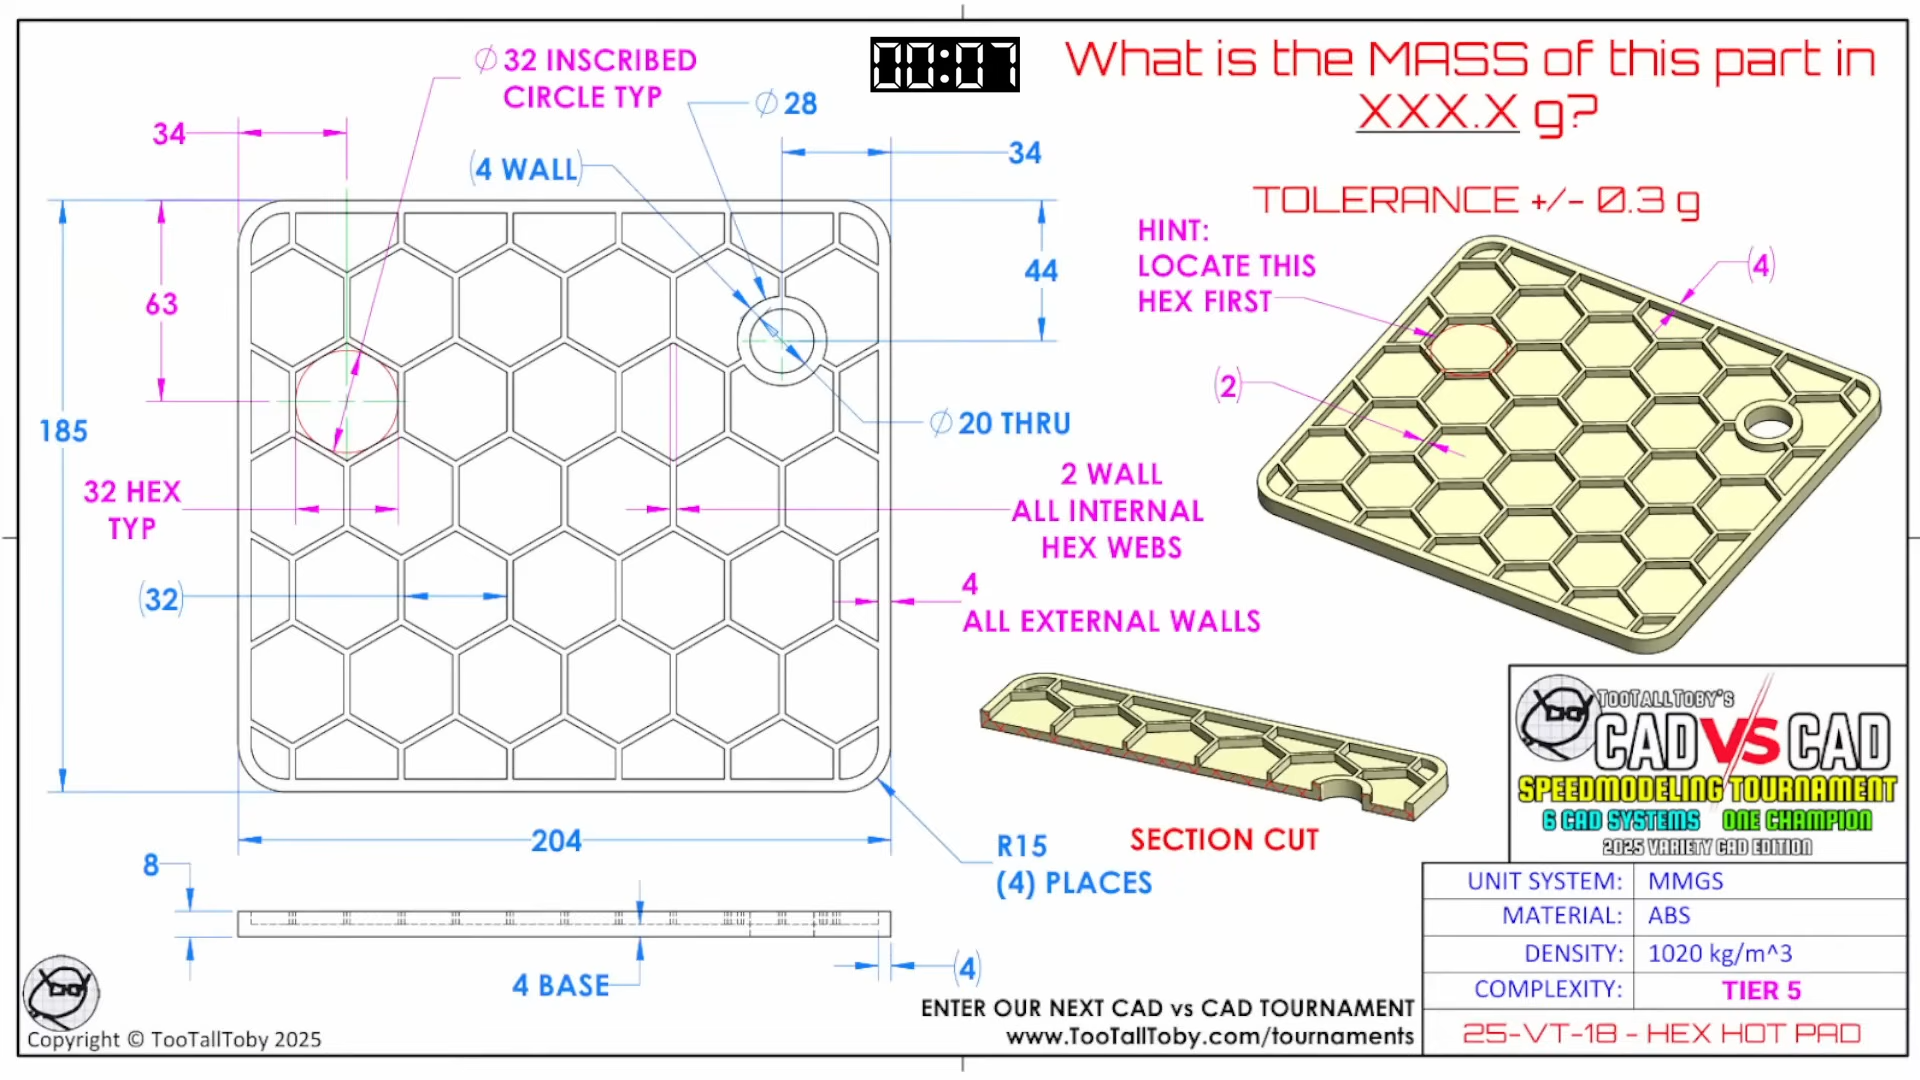 00:07
What is the MASS of this part in
XXX.X g?
TOLERANCE +/- 0.3 g
∅ 32 INSCRIBED
CIRCLE TYP
∅ 28
34
(4 WALL)
34
HINT:
LOCATE THIS
HEX FIRST
(4)
63
44
(2)
185
∅ 20 THRU
32 HEX
TYP
2 WALL
ALL INTERNAL
HEX WEBS
(32)
4
ALL EXTERNAL WALLS
204
R15
(4) PLACES
SECTION CUT
8
4 BASE
(4)
TOOTALLTOBY'S
CAD VS CAD
SPEEDMODELING TOURNAMENT
6 CAD SYSTEMS ONE CHAMPION
2025 VARIETY CAD EDITION
UNIT SYSTEM: MMGS
MATERIAL: ABS
DENSITY: 1020 kg/m^3
COMPLEXITY: TIER 5
25-VT-18 - HEX HOT PAD
ENTER OUR NEXT CAD vs CAD TOURNAMENT
www.TooTallToby.com/tournaments
Copyright © TooTallToby 2025